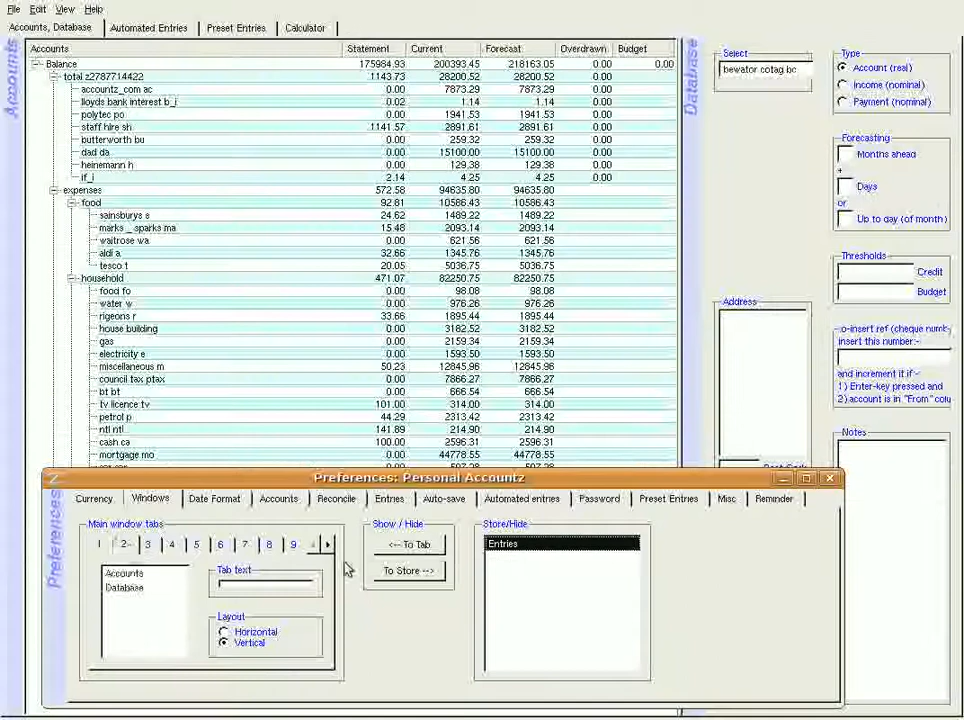 File Edit View Help
Accounts, Database Automated Entries Preset Entries Calculator
Accounts
Accounts Statement Current Forecast Overdrawn Budget
Balance 175984.93 200393.45 218163.05 0.00 0.00
total z2787714422 1143.73 28200.52 28200.52 0.00
accountz_com ac 0.00 7873.29 7873.29 0.00
lloyds bank interest b_i 0.02 1.14 1.14 0.00
polytec po 0.00 1941.53 1941.53 0.00
staff hire sh 1141.57 2891.61 2891.61 0.00
butterworth bu 0.00 259.32 259.32 0.00
dad da 0.00 15100.00 15100.00 0.00
heinemann h 0.00 129.38 129.38 0.00
if_i 2.14 4.25 4.25 0.00
expenses 572.58 94635.80 94635.80
food 92.81 10586.43 10586.43
sainsburys s 24.62 1489.22 1489.22
marks _ sparks ma 15.48 2093.14 2093.14
waitrose wa 0.00 621.56 621.56
aldi a 32.66 1345.76 1345.76
tesco t 20.05 5036.75 5036.75
household 471.07 82250.75 82250.75
food fo 0.00 98.08 98.08
water w 0.00 976.26 976.26
rigeons r 33.66 1895.44 1895.44
house building 0.00 3182.52 3182.52
gas 0.00 2159.34 2159.34
electricity e 0.00 1593.50 1593.50
miscellaneous m 50.23 12845.96 12845.96
council tax ptax 0.00 7866.27 7866.27
bt bt 0.00 666.54 666.54
tv licence tv 101.00 314.00 314.00
petrol p 44.29 2313.42 2313.42
ntl ntl 141.89 214.90 214.90
cash ca 100.00 2596.31 2596.31
mortgage mo 0.00 44778.55 44778.55
Database
Select
bewator cotag bc
Address
Type
Account (real)
Income (nominal)
Payment (nominal)
Forecasting
Months ahead
+
Days
or
Up to day (of month)
Thresholds
Credit
Budget
o-insert ref (cheque numb
insert this number:-
and increment it if:-
1) Enter-key pressed and
2) account is in "From" colu
Notes
Preferences: Personal Accountz
Preferences
Currency Windows Date Format Accounts Reconcile Entries Auto-save Automated entries Password Preset Entries Misc Reminder
Main window tabs
1 2 3 4 5 6 7 8 9
Accounts
Database
Tab text
Layout
Horizontal
Vertical
Show / Hide
<-- To Tab
To Store -->
Store/Hide
Entries